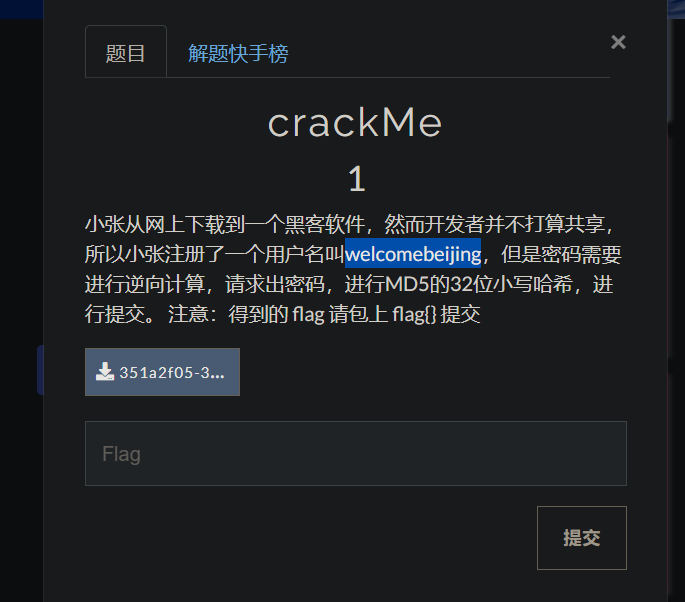 题目 解题快手榜 ×
crackMe
1
小张从网上下载到一个黑客软件，然而开发者并不打算共享，
所以小张注册了一个用户名叫welcomebeijing，但是密码需要
进行逆向计算，请求出密码，进行MD5的32位小写哈希，进
行提交。 注意：得到的 flag 请包上 flag{} 提交
351a2f05-3...
Flag
提交